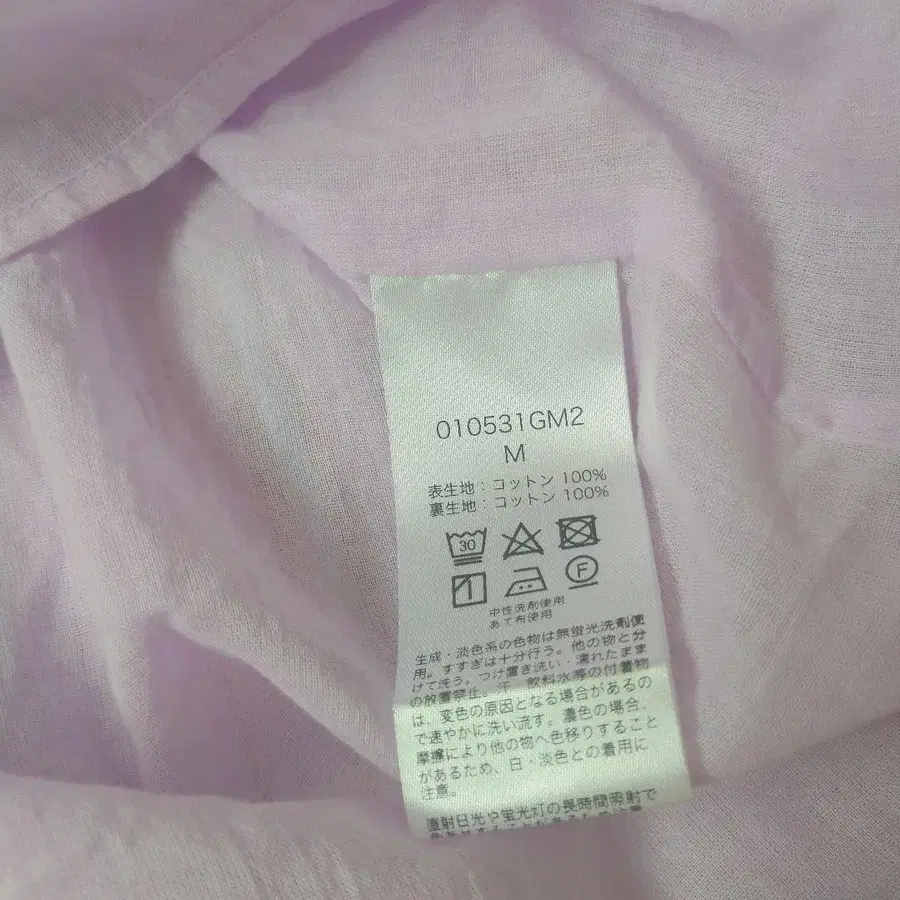 010531GM2
M
表生地:コットン 100%
裏生地:コットン 100%
30
F
中性洗剤使用
あて布使用
生成・淡色系の色物は無蛍光洗剤使
用。すすぎは十分行う。他の物と分
けて洗う。つけ置き洗い・濡れたまま
の放置禁止。汗、飲料水等の付着物
は、変色の原因となる場合があるの
で速やかに洗い流す。濃色の場合、
摩擦により他の物へ色移りすること
があるため、白・淡色との着用に
注意。
直射日光や蛍光灯の長時間照射で